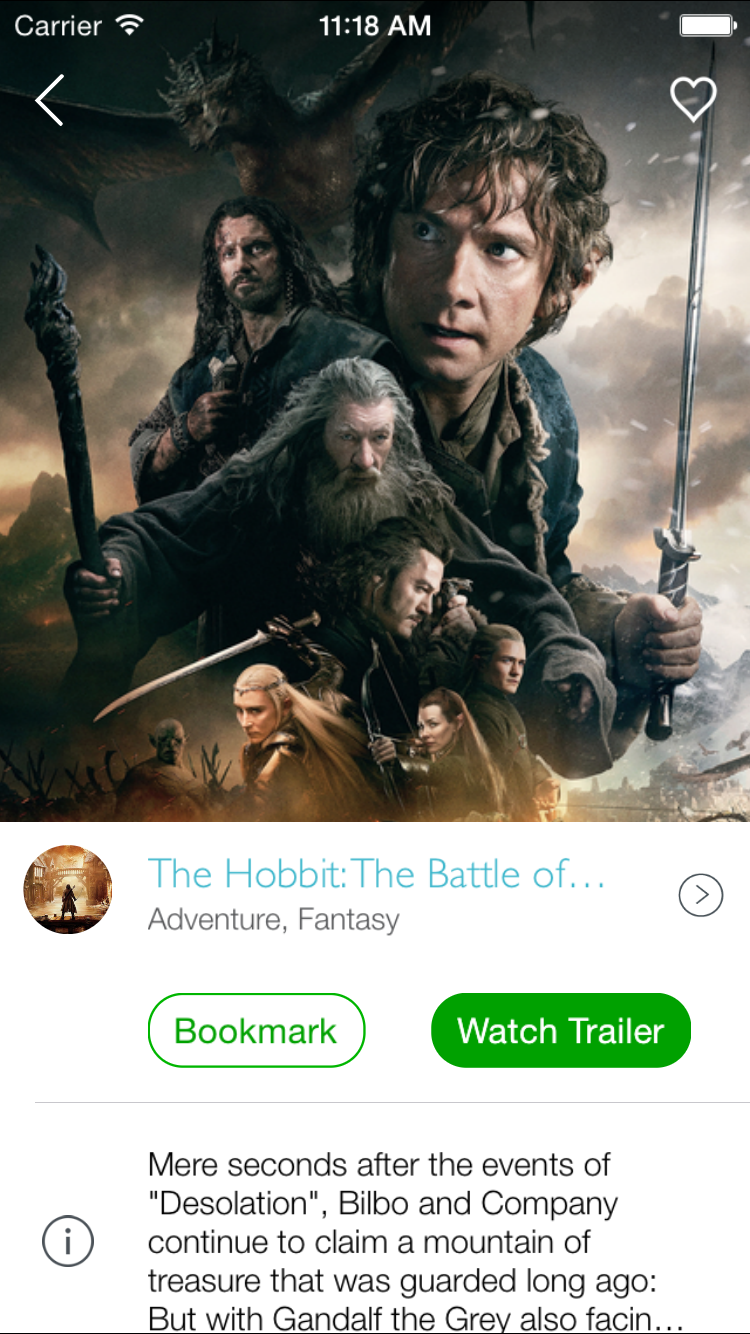 Carrier 11:18 AM
The Hobbit: The Battle of...
Adventure, Fantasy
Bookmark Watch Trailer
Mere seconds after the events of
"Desolation", Bilbo and Company
continue to claim a mountain of
treasure that was guarded long ago:
But with Gandalf the Grey also facin...